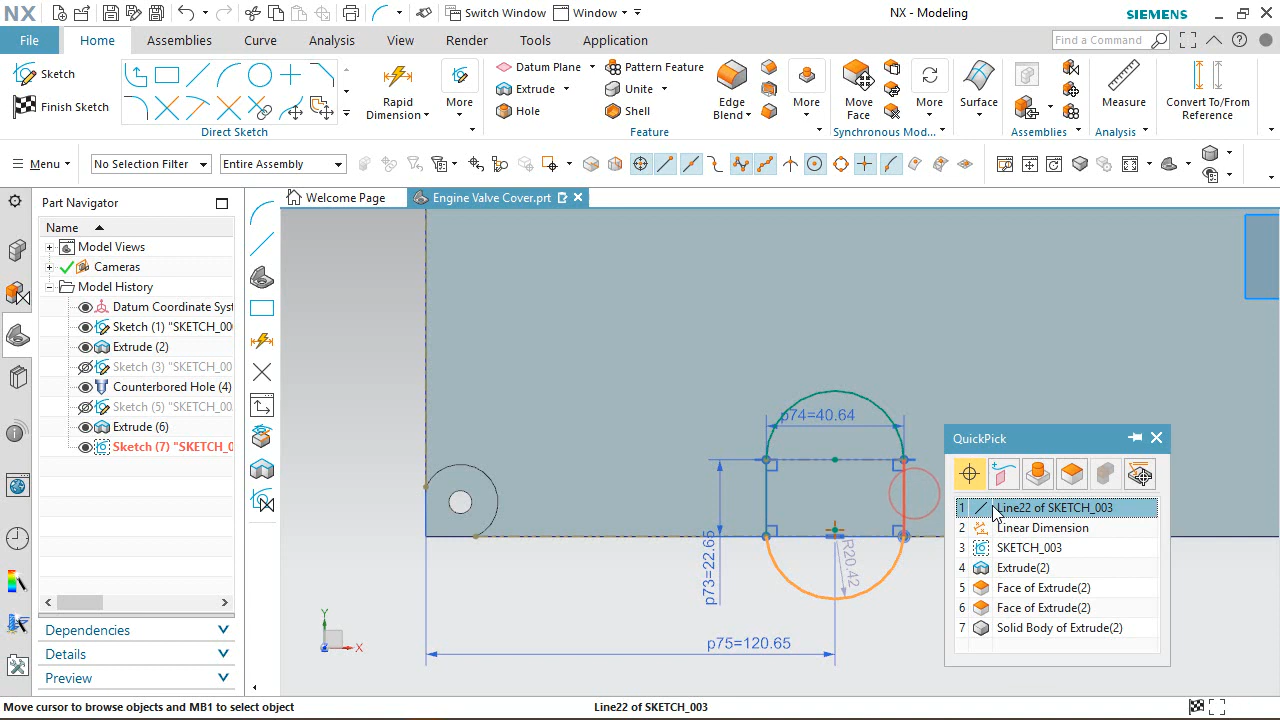 NX
Switch Window
Window
NX - Modeling
SIEMENS
File
Home
Assemblies
Curve
Analysis
View
Render
Tools
Application
Find a Command
Sketch
Finish Sketch
Direct Sketch
Rapid
Dimension
More
Datum Plane
Extrude
Hole
Pattern Feature
Unite
Shell
Edge
Blend
More
Feature
Move
Face
More
Synchronous Mod...
Surface
Assemblies
Measure
Analysis
Convert To/From
Reference
Menu
No Selection Filter
Entire Assembly
Part Navigator
Welcome Page
Engine Valve Cover.prt
Name
Model Views
Cameras
Model History
Datum Coordinate Syst
Sketch (1) "SKETCH_00
Extrude (2)
Sketch (3) "SKETCH_00
Counterbored Hole (4)
Sketch (5) "SKETCH_00
Extrude (6)
Sketch (7) "SKETCH_0
Dependencies
Details
Preview
p74=40.64
p73=22.65
R20.42
p75=120.65
Y
X
QuickPick
1 Line22 of SKETCH_003
2 Linear Dimension
3 SKETCH_003
4 Extrude(2)
5 Face of Extrude(2)
6 Face of Extrude(2)
7 Solid Body of Extrude(2)
Move cursor to browse objects and MB1 to select object
Line22 of SKETCH_003